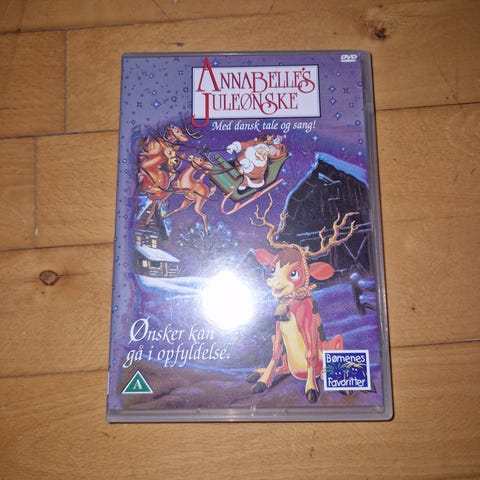 DVD
ANNABELLE'S
JULEØNSKE
Med dansk tale og sang!
Ønsker kan
gå i opfyldelse.
A
Børnenes
Favoritter